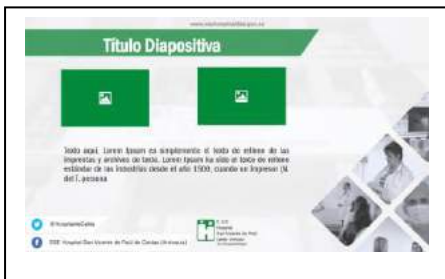 Título Diapositiva
Texto aquí. Lorem Ipsum es simplemente el texto de relleno de las
imprentas y archivos de texto. Lorem Ipsum ha sido el texto de relleno
estándar de las industrias desde el año 1500, cuando un impresor (N.
del T. persona
E.S.E.
Hospital
San Vicente de Paúl
ESE Hospital San Vicente de Paúl de Caldas (Antioquia)